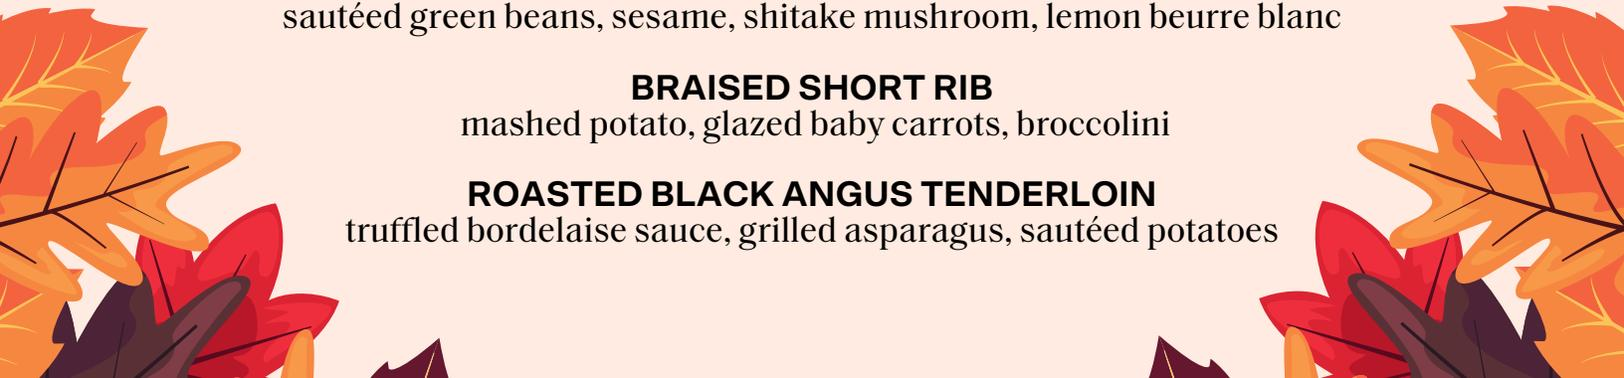 sautéed green beans, sesame, shitake mushroom, lemon beurre blanc
BRAISED SHORT RIB
mashed potato, glazed baby carrots, broccolini
ROASTED BLACK ANGUS TENDERLOIN
truffled bordelaise sauce, grilled asparagus, sautéed potatoes